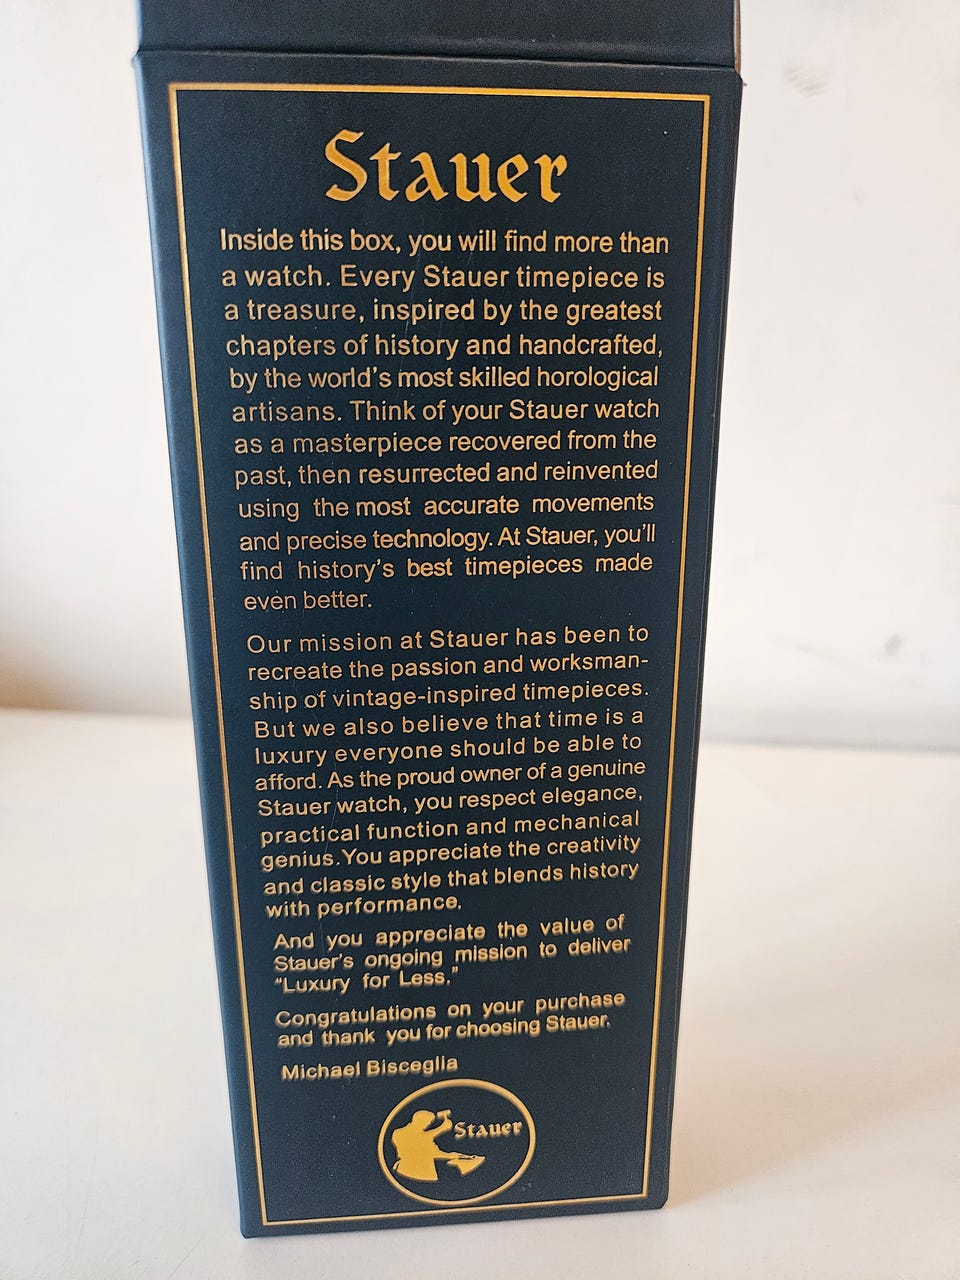 Stauer
Inside this box, you will find more than
a watch. Every Stauer timepiece is
a treasure, inspired by the greatest
chapters of history and handcrafted,
by the world's most skilled horological
artisans. Think of your Stauer watch
as a masterpiece recovered from the
past, then resurrected and reinvented
using the most accurate movements
and precise technology. At Stauer, you'll
find history's best timepieces made
even better.
Our mission at Stauer has been to
recreate the passion and worksman-
ship of vintage-inspired timepieces.
But we also believe that time is a
luxury everyone should be able to
afford. As the proud owner of a genuine
Stauer watch, you respect elegance,
practical function and mechanical
genius.You appreciate the creativity
and classic style that blends history
with performance.
And you appreciate the value of
Stauer's ongoing mission to deliver
“Luxury for Less.”
Congratulations on your purchase
and thank you for choosing Stauer.
Michael Bisceglia
Stauer